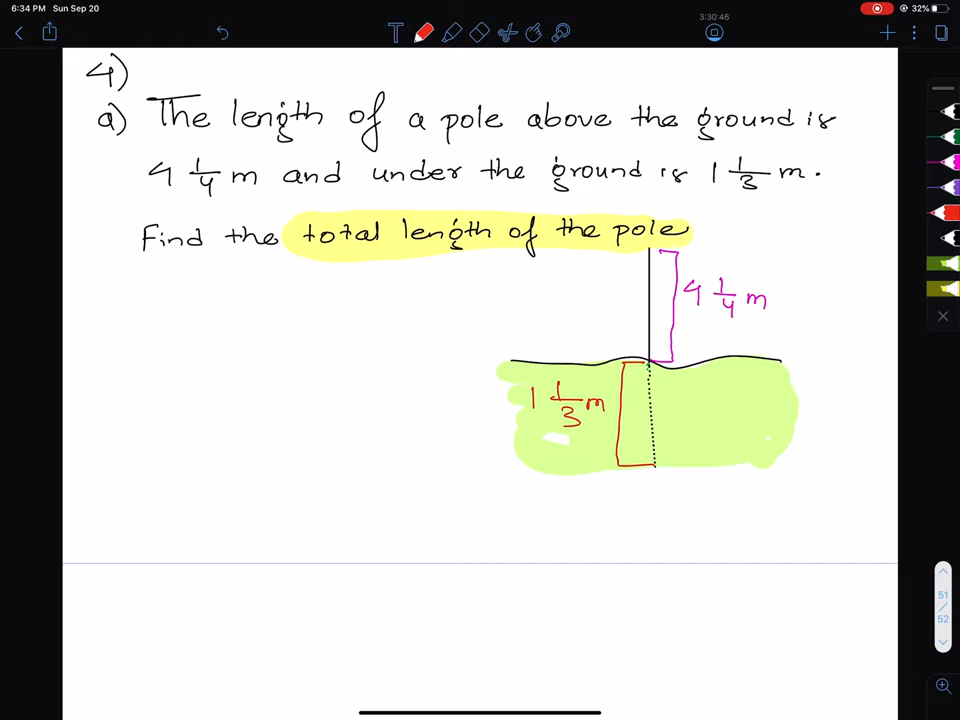 6:34 PM Sun Sep 20
32%
3:30:46
4)
a) The length of a pole above the ground is
4 1/4 m and under the ground is 1 1/3 m.
Find the total length of the pole
4 1/4 m
1 1/3 m
51
/
52